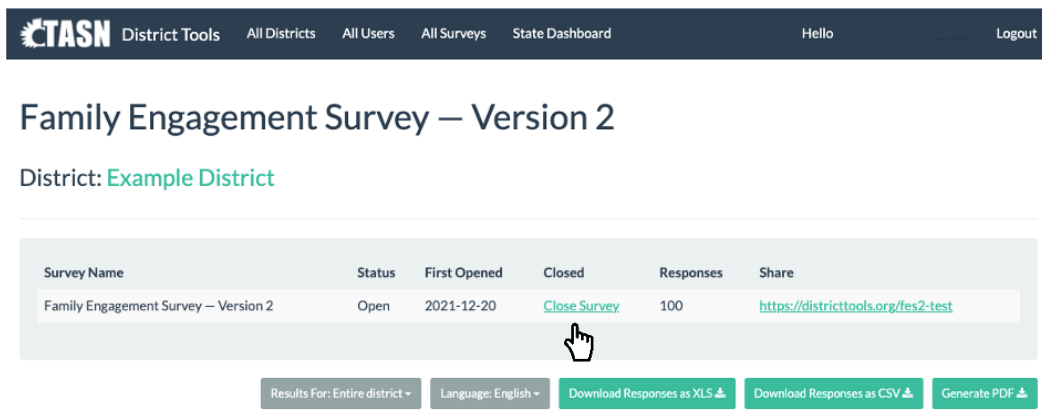 TASN District Tools All Districts All Users All Surveys State Dashboard Hello Logout
Family Engagement Survey — Version 2
District: Example District
Survey Name Status First Opened Closed Responses Share
Family Engagement Survey — Version 2 Open 2021-12-20 Close Survey 100 https://districttools.org/fes2-test
Results For: Entire district Language: English Download Responses as XLS Download Responses as CSV Generate PDF